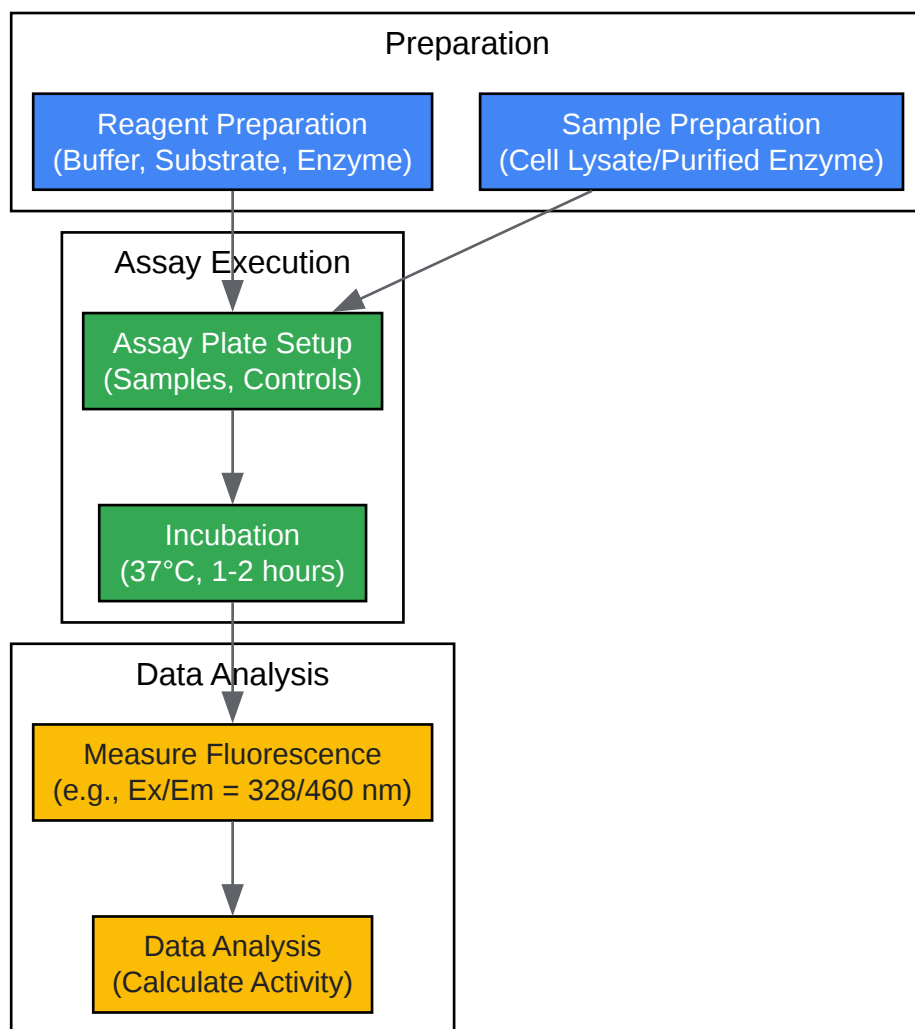 Preparation
Reagent Preparation
(Buffer, Substrate, Enzyme)
Sample Preparation
(Cell Lysate/Purified Enzyme)
Assay Execution
Assay Plate Setup
(Samples, Controls)
Incubation
(37°C, 1-2 hours)
Data Analysis
Measure Fluorescence
(e.g., Ex/Em = 328/460 nm)
Data Analysis
(Calculate Activity)